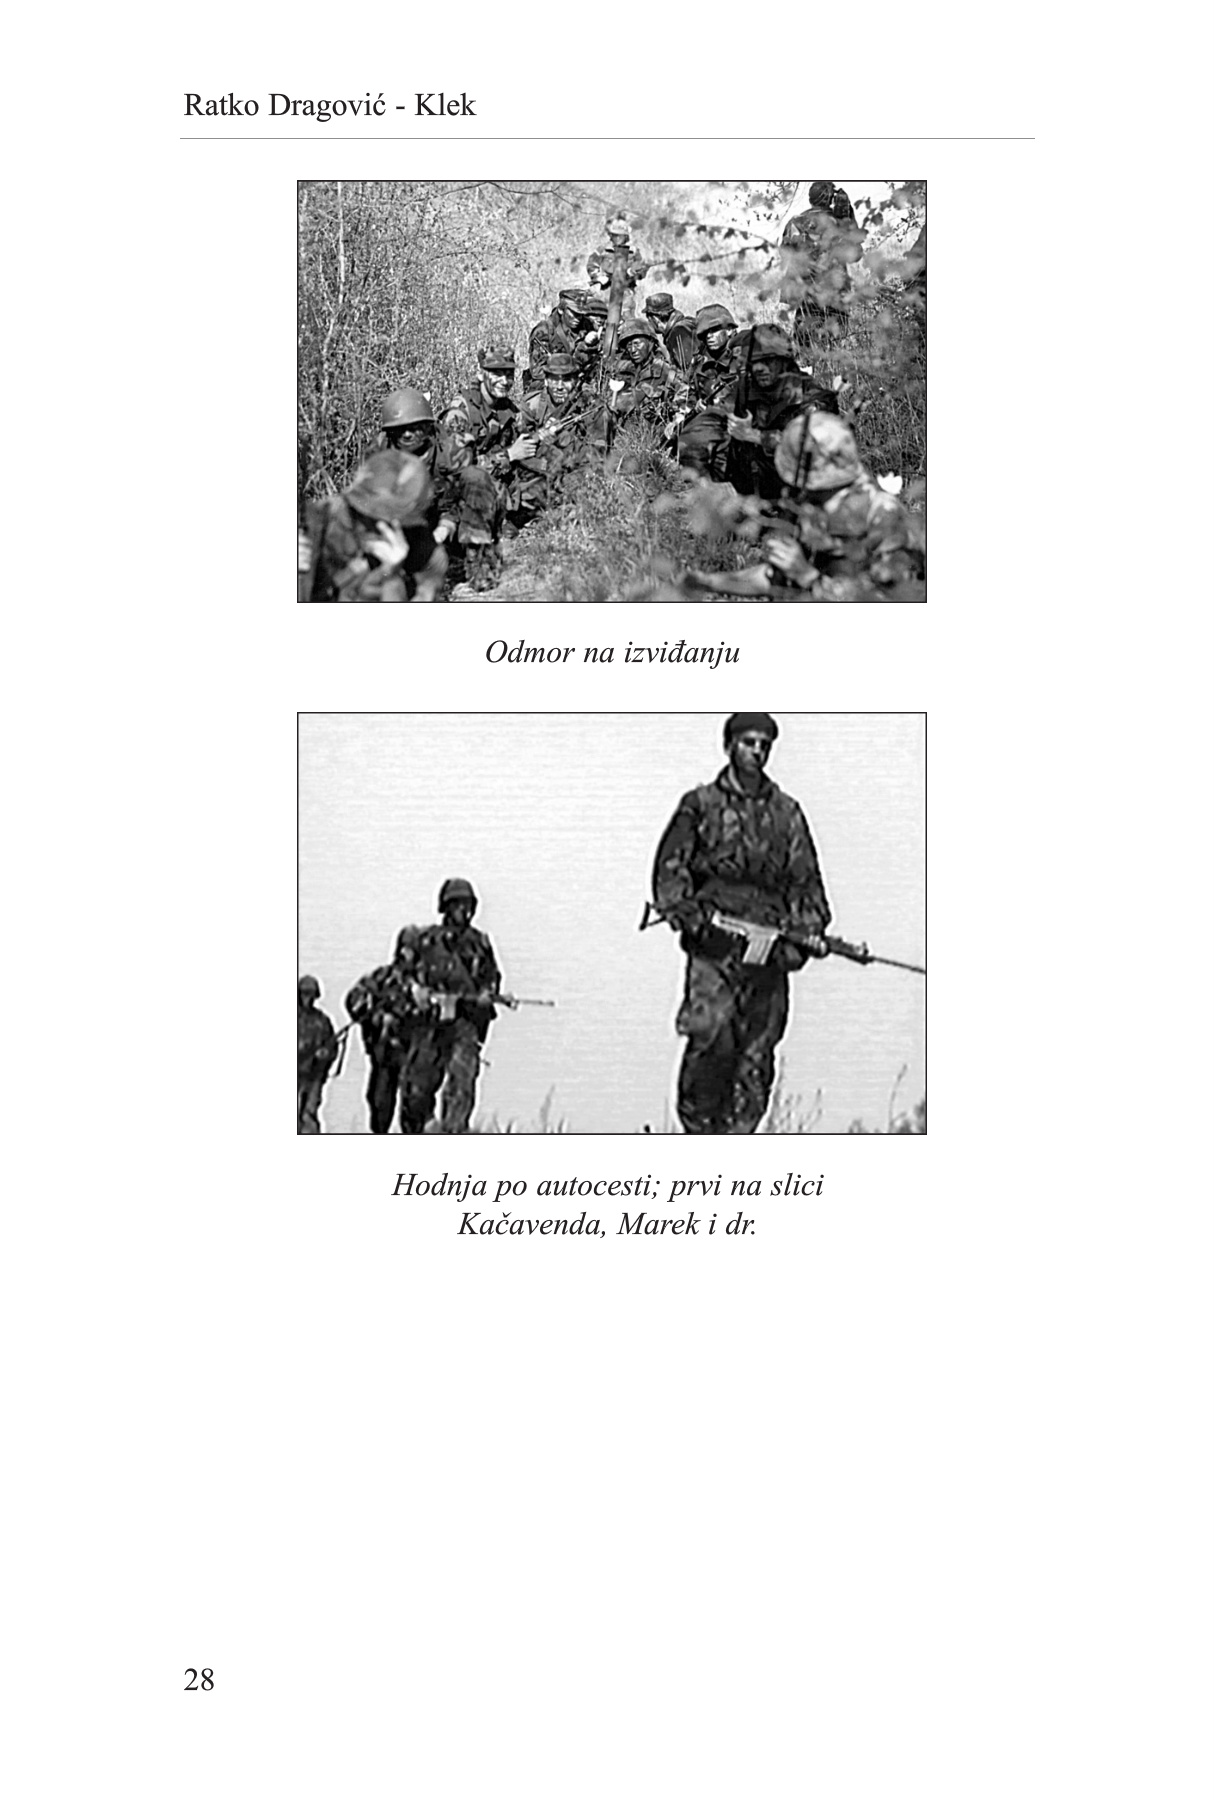 Ratko Dragović - Klek
Odmor na izviđanju
Hodnja po autocesti; prvi na slici
Kačavenda, Marek i dr.
28